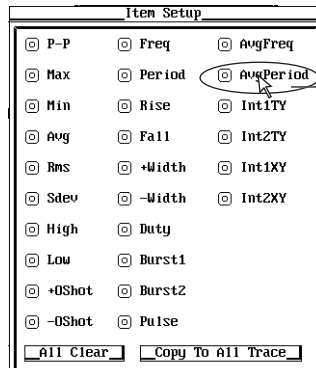 Item Setup
P-P Freq AvgFreq
Max Period AvgPeriod
Min Rise Int1TY
Avg Fall Int2TY
Rms +Width Int1XY
Sdev -Width Int2XY
High Duty
Low Burst1
+OShot Burst2
-OShot Pulse
All Clear Copy To All Trace